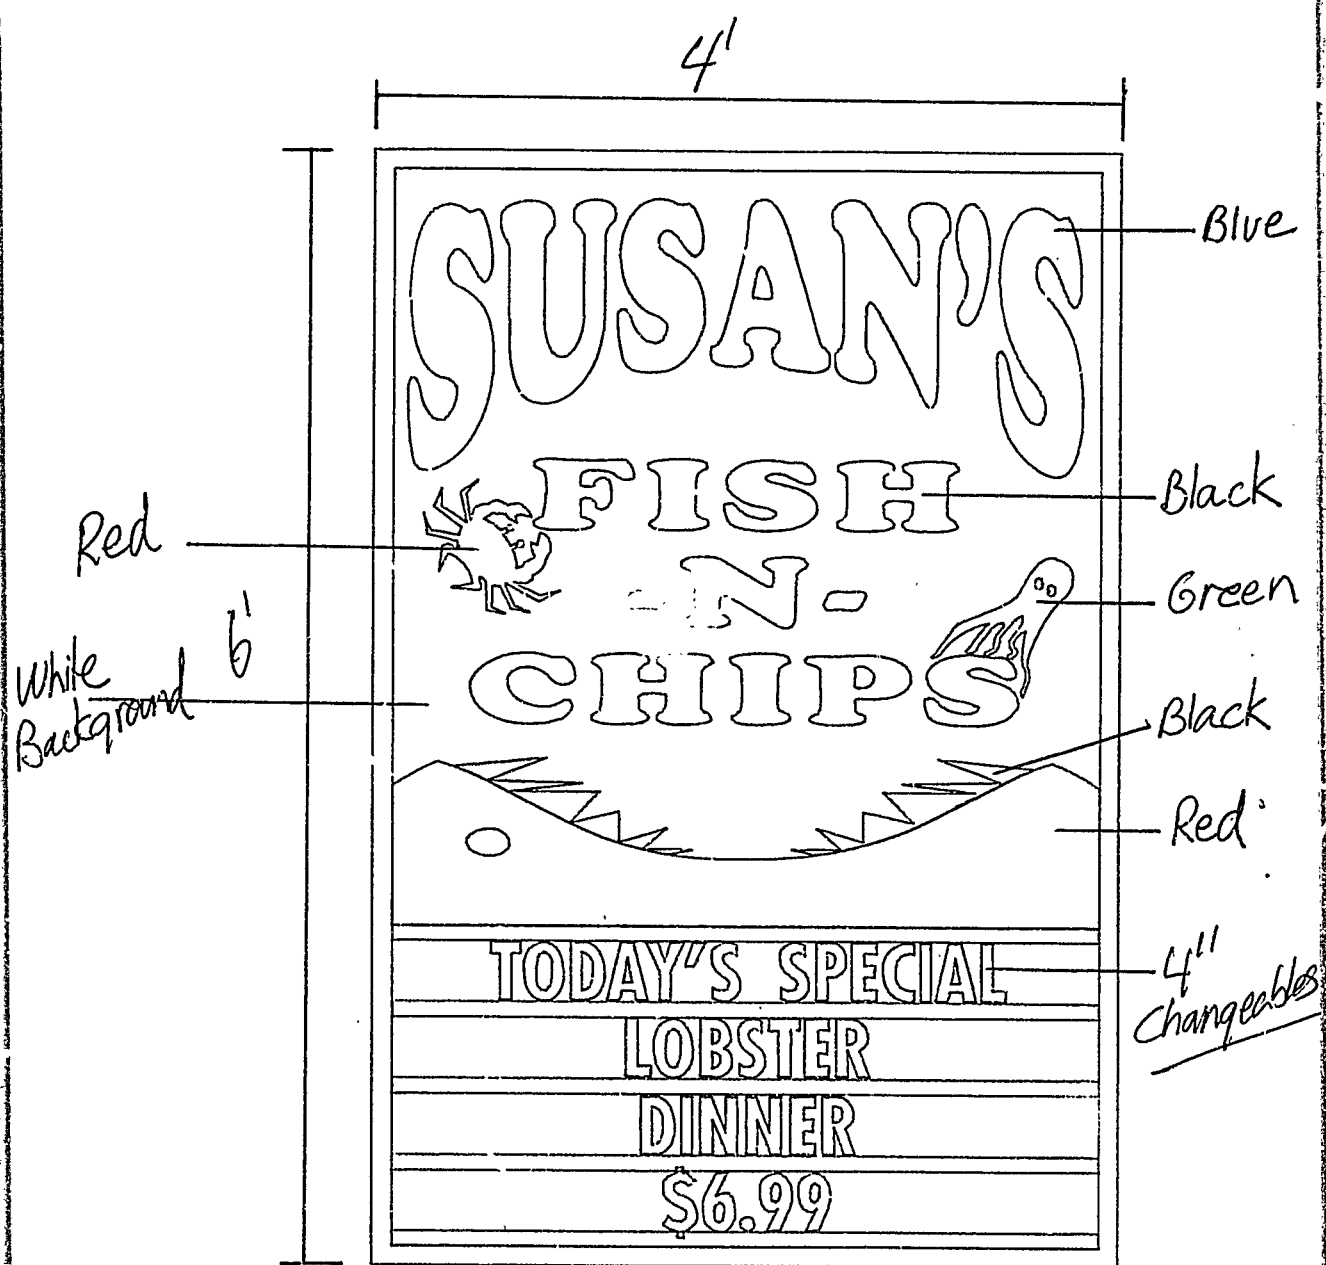 4'
SUSAN'S
Blue
FISH
Black
Red
-N-
Green
6'
White
Background
CHIPS
Black
Red
TODAY'S SPECIAL
4"
Changeables
LOBSTER
DINNER
$6.99